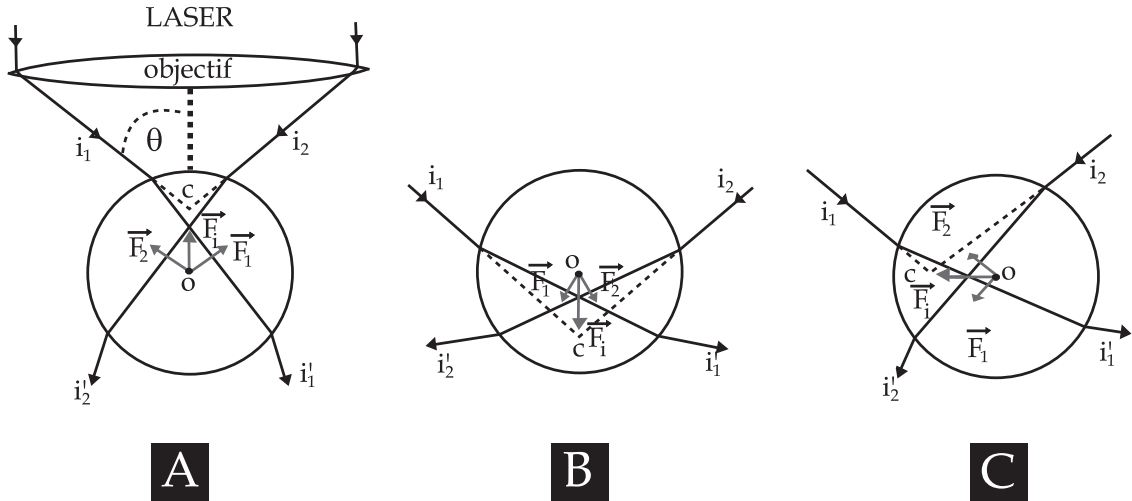 LASER
objectif
θ
i₁
i₂
c
F₂
Fᵢ
F₁
o
i'₂
i'₁
A
i₁
i₂
o
F₁
F₂
Fᵢ
c
i'₂
i'₁
B
i₁
i₂
F₂
c
o
Fᵢ
F₁
i'₂
i'₁
C